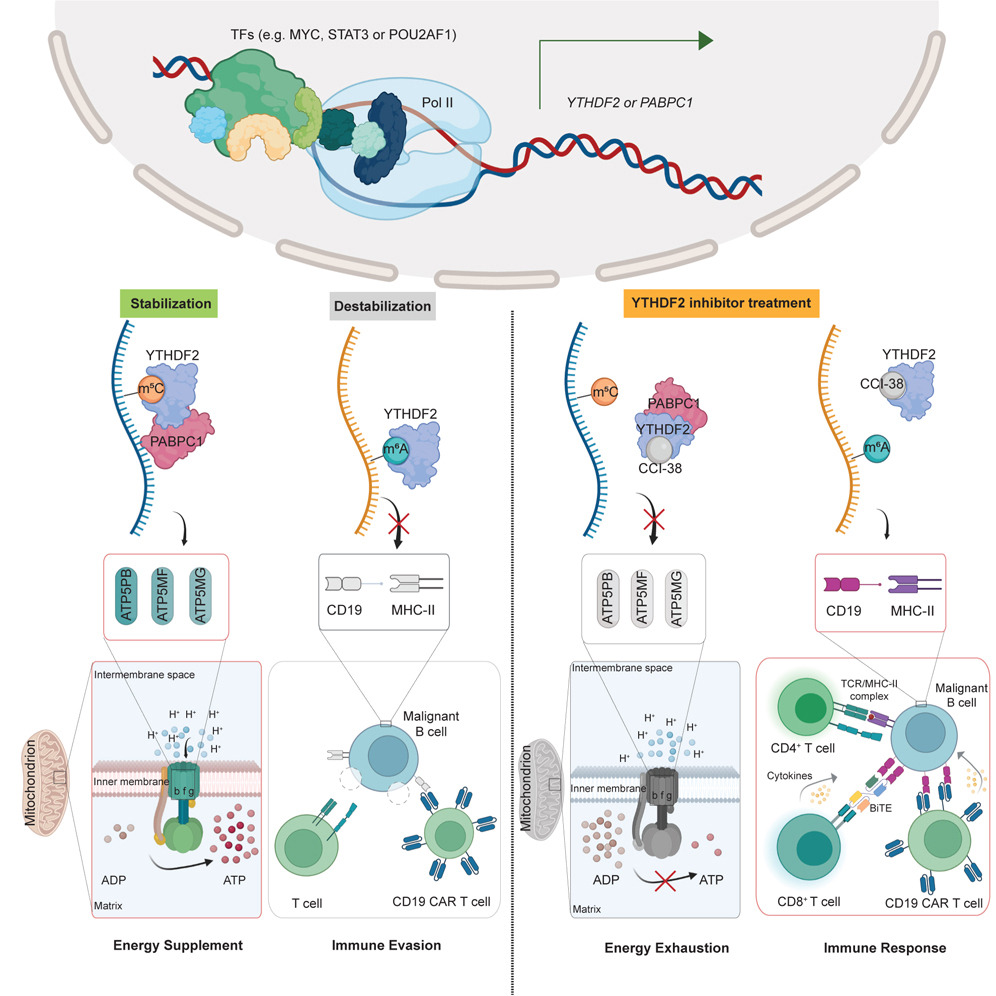 TFs (e.g. MYC, STAT3 or POU2AF1)
Pol II
YTHDF2 or PABPC1
Stabilization
Destabilization
YTHDF2 inhibitor treatment
YTHDF2
m⁵C
PABPC1
YTHDF2
m⁶A
m⁵C
PABPC1
YTHDF2
CCI-38
YTHDF2
CCI-38
m⁶A
ATP5PB
ATP5MF
ATP5MG
CD19
MHC-II
ATP5PB
ATP5MF
ATP5MG
CD19
MHC-II
Mitochondrion
Intermembrane space
H⁺
H⁺
H⁺
H⁺
H⁺
H⁺
Inner membrane
b f g
ADP
ATP
Matrix
Malignant
B cell
T cell
CD19 CAR T cell
Mitochondrion
Intermembrane space
H⁺
H⁺
H⁺
H⁺
H⁺
H⁺
Inner membrane
b f g
ADP
ATP
Matrix
TCR/MHC-II
complex
Malignant
B cell
CD4⁺ T cell
Cytokines
BiTE
CD8⁺ T cell
CD19 CAR T cell
Energy Supplement
Immune Evasion
Energy Exhaustion
Immune Response